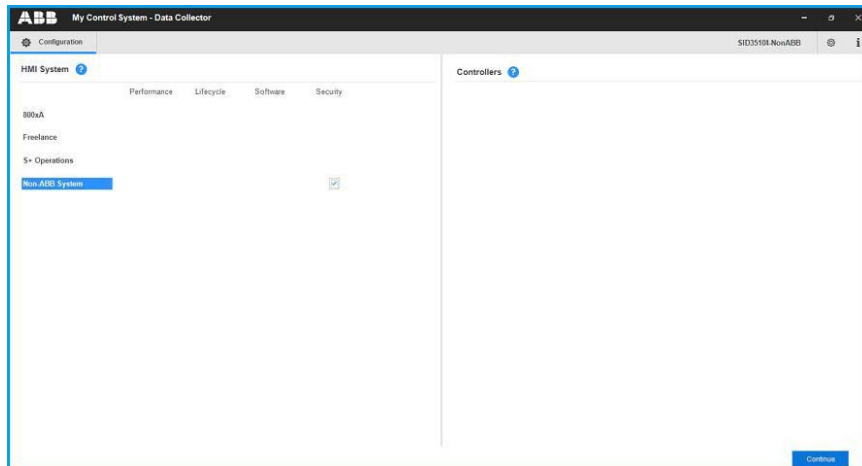 ABB My Control System - Data Collector
Configuration
SID35101-NonABB
HMI System
Controllers
Performance Lifecycle Software Security
800xA
Freelance
S+ Operations
Non-ABB System
Continue